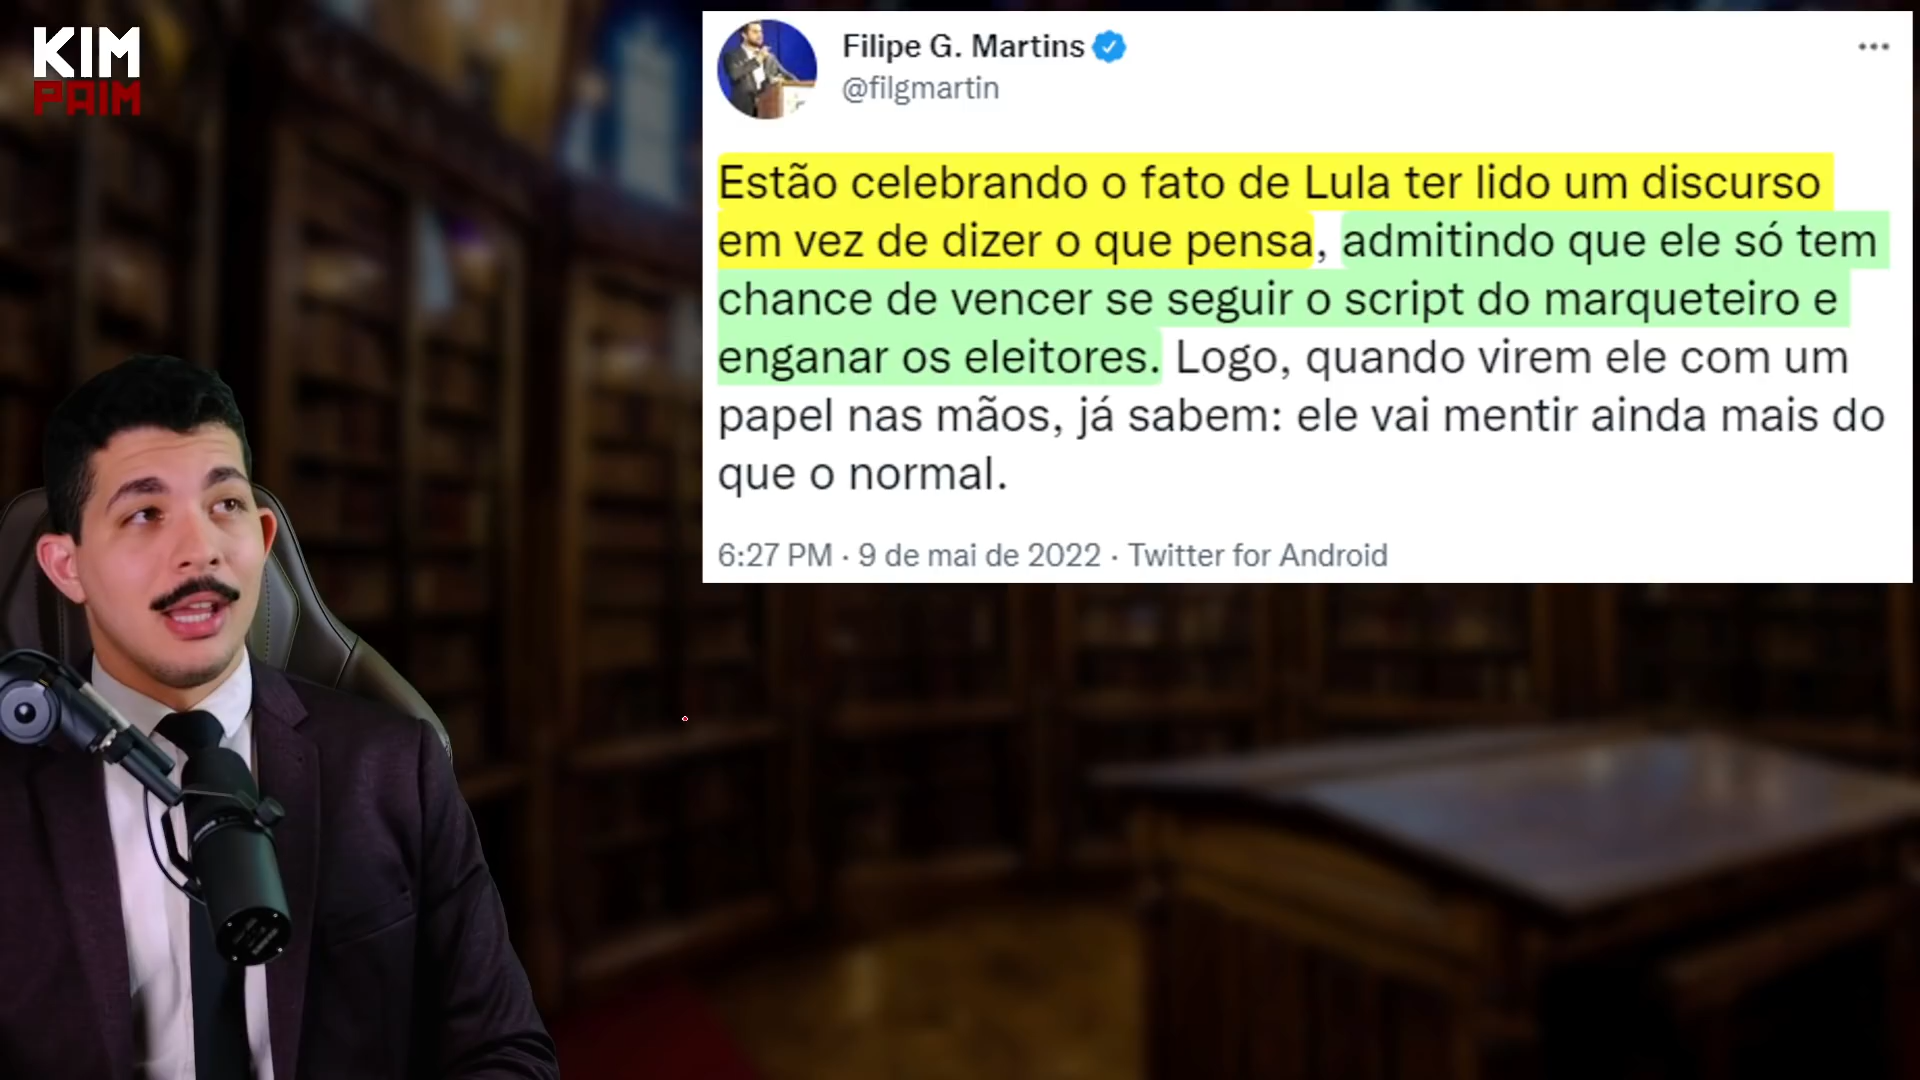 KIM
PAIM
Filipe G. Martins
@filgmartin
Estão celebrando o fato de Lula ter lido um discurso
em vez de dizer o que pensa, admitindo que ele só tem
chance de vencer se seguir o script do marqueteiro e
enganar os eleitores. Logo, quando virem ele com um
papel nas mãos, já sabem: ele vai mentir ainda mais do
que o normal.
6:27 PM · 9 de mai de 2022 · Twitter for Android